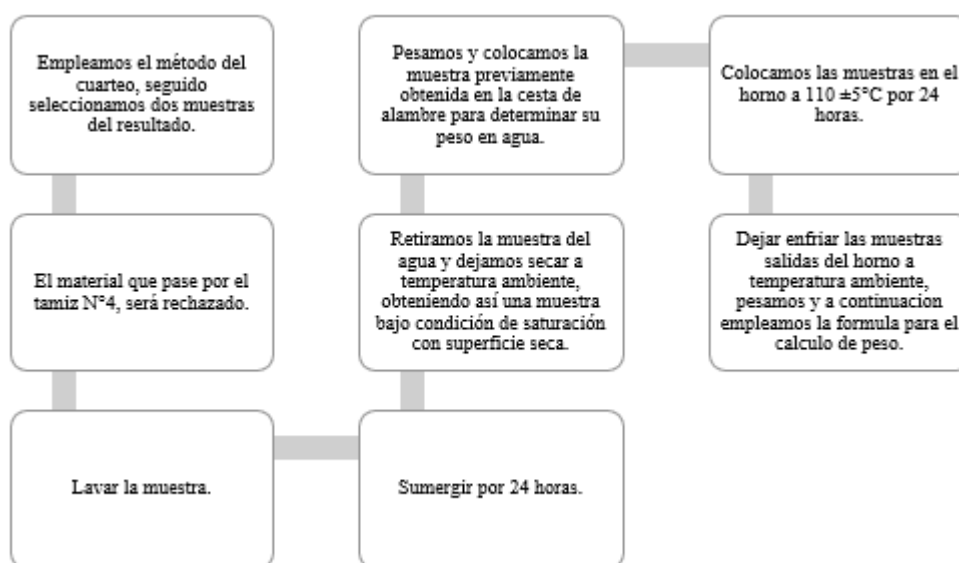 Empleamos el método del
cuarteo, seguido
seleccionamos dos muestras
del resultado.
El material que pase por el
tamiz N°4, será rechazado.
Lavar la muestra.
Sumergir por 24 horas.
Retiramos la muestra del
agua y dejamos secar a
temperatura ambiente,
obteniendo así una muestra
bajo condición de saturación
con superficie seca.
Pesamos y colocamos la
muestra previamente
obtenida en la cesta de
alambre para determinar su
peso en agua.
Colocamos las muestras en el
horno a 110 ±5°C por 24
horas.
Dejar enfriar las muestras
salidas del horno a
temperatura ambiente,
pesamos y a continuacion
empleamos la formula para el
calculo de peso.